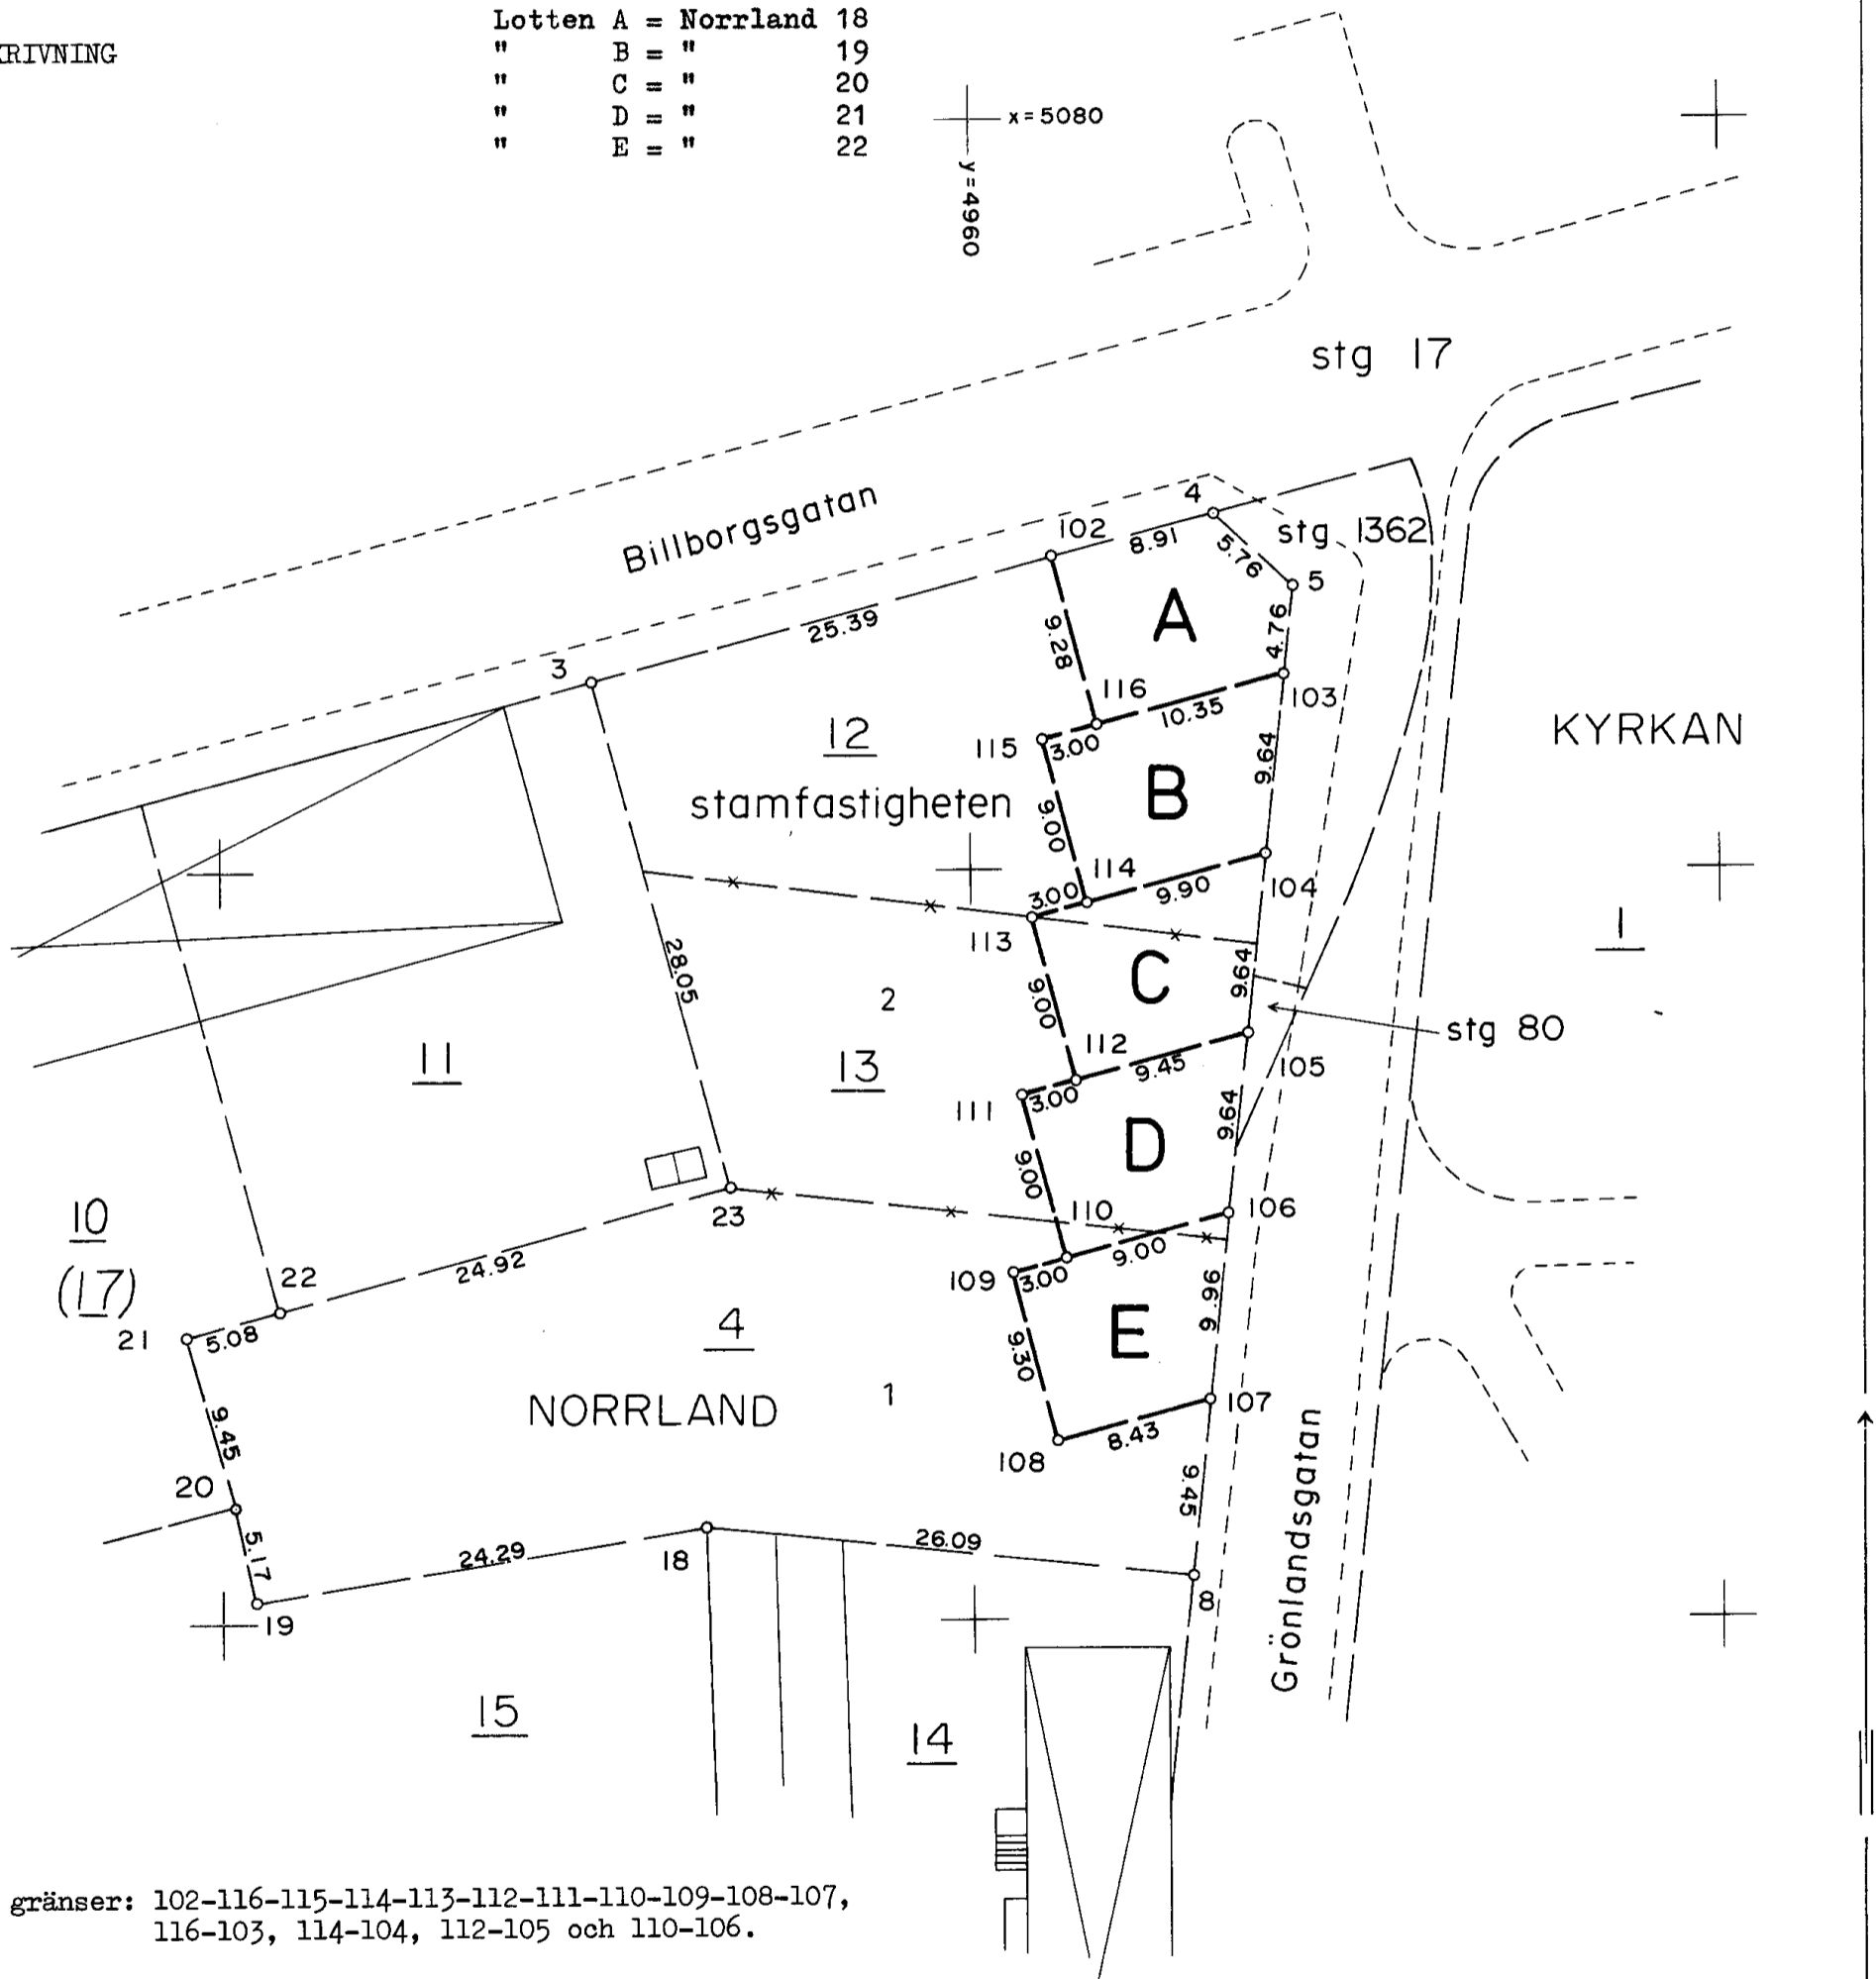 RIVNING
Lotten A = Norrland 18
" B = " 19
" C = " 20
" D = " 21
" E = " 22
x = 5080
y = 4960
stg 17
Billborgsgatan
4
102
8.91
5.76
stg 1362
5
A
25.39
9.28
4.76
3
116
10.35
103
12
115
3.00
9.64
KYRKAN
stamfastigheten
B
9.00
114
3.00
9.90
104
113
1
28.05
C
9.64
2
9.00
stg 80
11
13
112
9.45
105
111
3.00
D
9.64
9.00
10
(17)
23
110
106
9.00
24.92
22
109
3.00
21
5.08
4
E
9.96
9.30
NORRLAND
1
107
9.45
8.43
108
20
9.45
5.17
24.29
18
26.09
8
Grönlandsgatan
19
15
14
gränser: 102-116-115-114-113-112-111-110-109-108-107,
116-103, 114-104, 112-105 och 110-106.